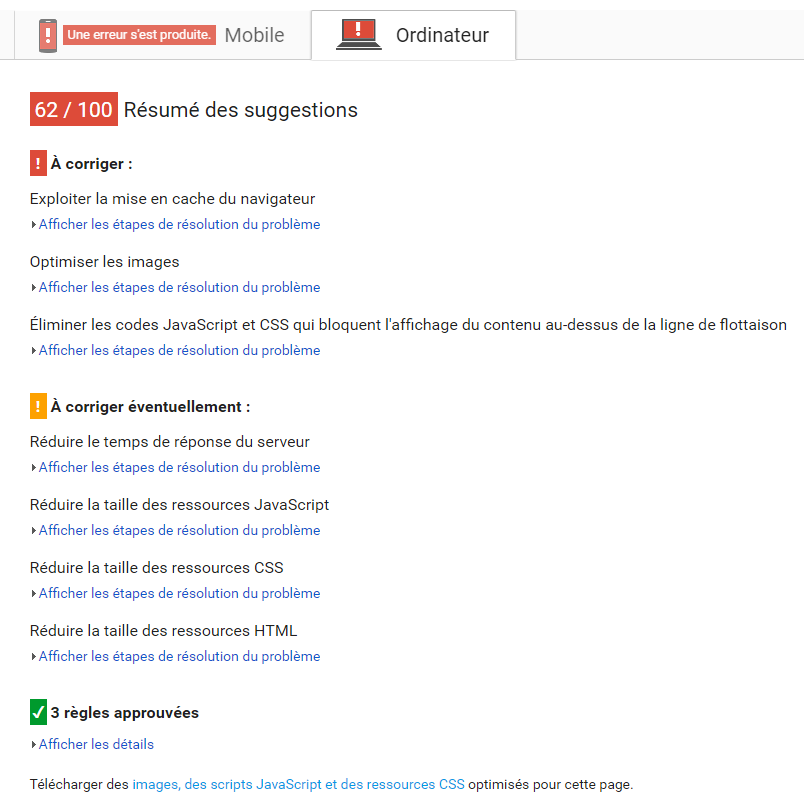 Une erreur s'est produite. Mobile
Ordinateur
62 / 100 Résumé des suggestions
! À corriger :
Exploiter la mise en cache du navigateur
Afficher les étapes de résolution du problème
Optimiser les images
Afficher les étapes de résolution du problème
Éliminer les codes JavaScript et CSS qui bloquent l'affichage du contenu au-dessus de la ligne de flottaison
Afficher les étapes de résolution du problème
! À corriger éventuellement :
Réduire le temps de réponse du serveur
Afficher les étapes de résolution du problème
Réduire la taille des ressources JavaScript
Afficher les étapes de résolution du problème
Réduire la taille des ressources CSS
Afficher les étapes de résolution du problème
Réduire la taille des ressources HTML
Afficher les étapes de résolution du problème
3 règles approuvées
Afficher les détails
Télécharger des images, des scripts JavaScript et des ressources CSS optimisés pour cette page.